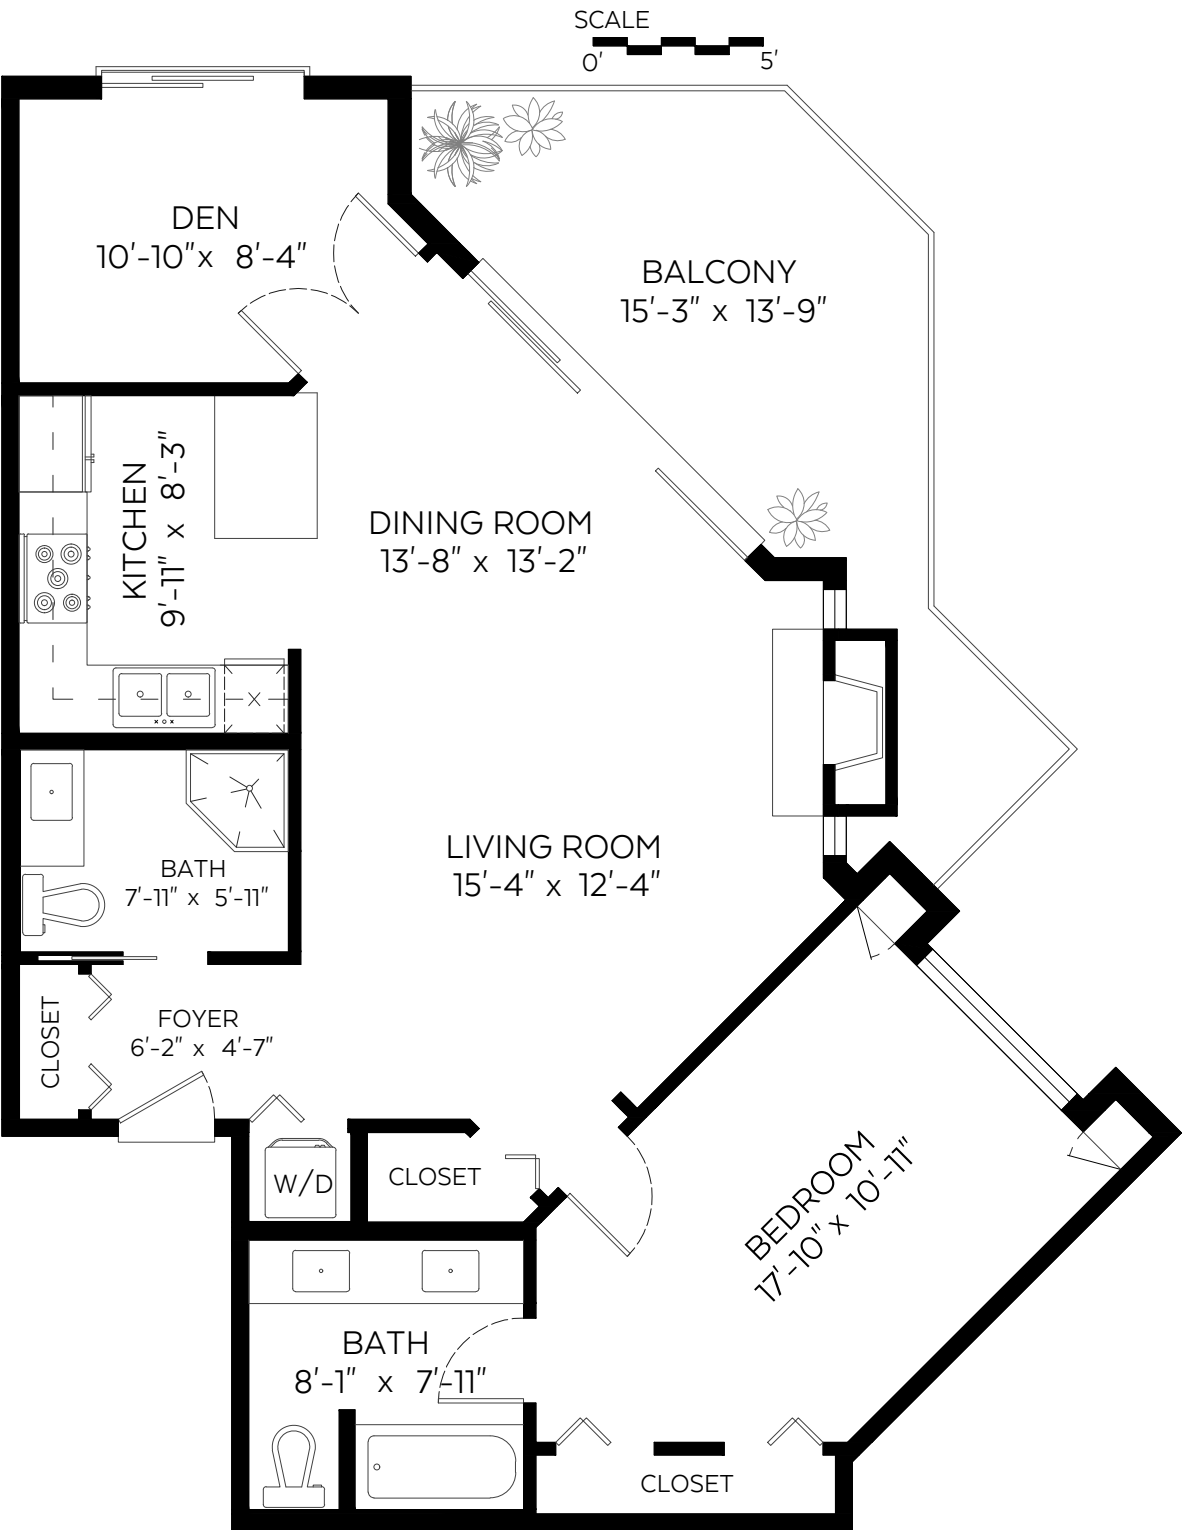 SCALE
0' 5'
DEN
10'-10"x 8'-4"
BALCONY
15'-3" x 13'-9"
KITCHEN
9'-11" x 8'-3"
DINING ROOM
13'-8" x 13'-2"
LIVING ROOM
15'-4" x 12'-4"
BATH
7'-11" x 5'-11"
CLOSET
FOYER
6'-2" x 4'-7"
W/D
CLOSET
BEDROOM
17'-10" x 10'-11"
BATH
8'-1" x 7'-11"
CLOSET